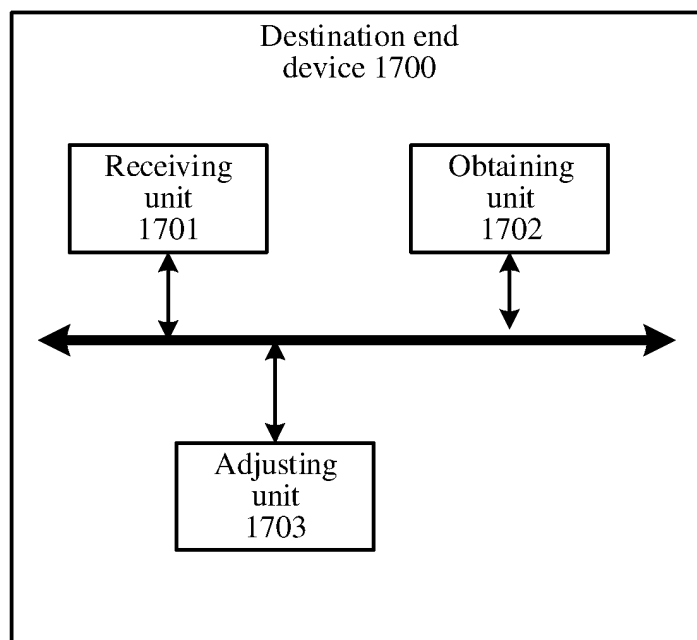 Destination end
device 1700
Receiving
unit
1701
Obtaining
unit
1702
Adjusting
unit
1703